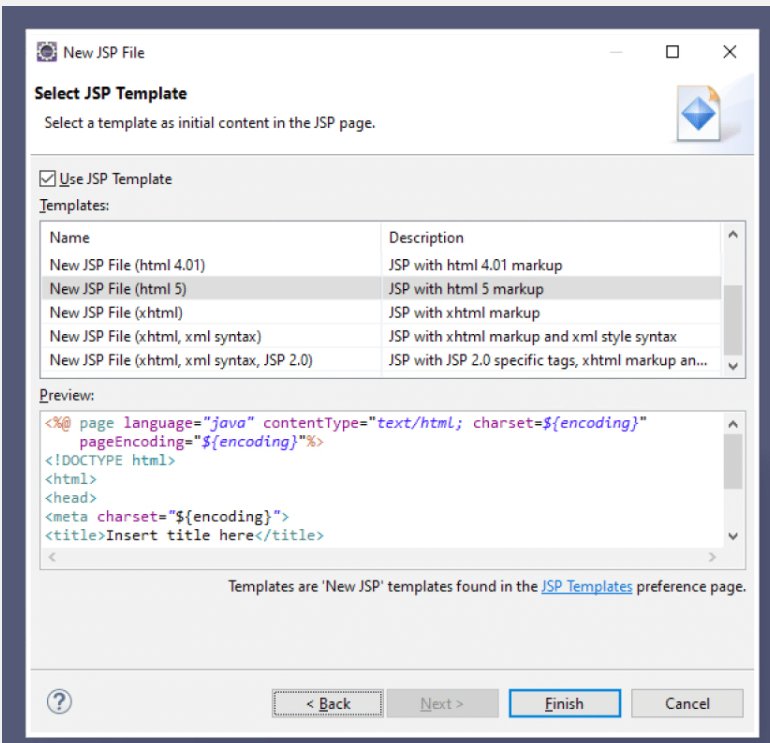 New JSP File
Select JSP Template
Select a template as initial content in the JSP page.
Use JSP Template
Templates:
Name Description
New JSP File (html 4.01) JSP with html 4.01 markup
New JSP File (html 5) JSP with html 5 markup
New JSP File (xhtml) JSP with xhtml markup
New JSP File (xhtml, xml syntax) JSP with xhtml markup and xml style syntax
New JSP File (xhtml, xml syntax, JSP 2.0) JSP with JSP 2.0 specific tags, xhtml markup an...
Preview:
<%@ page language="java" contentType="text/html; charset=${encoding}"
    pageEncoding="${encoding}"%>
<!DOCTYPE html>
<html>
<head>
<meta charset="${encoding}">
<title>Insert title here</title>
Templates are 'New JSP' templates found in the JSP Templates preference page.
? < Back Next > Finish Cancel